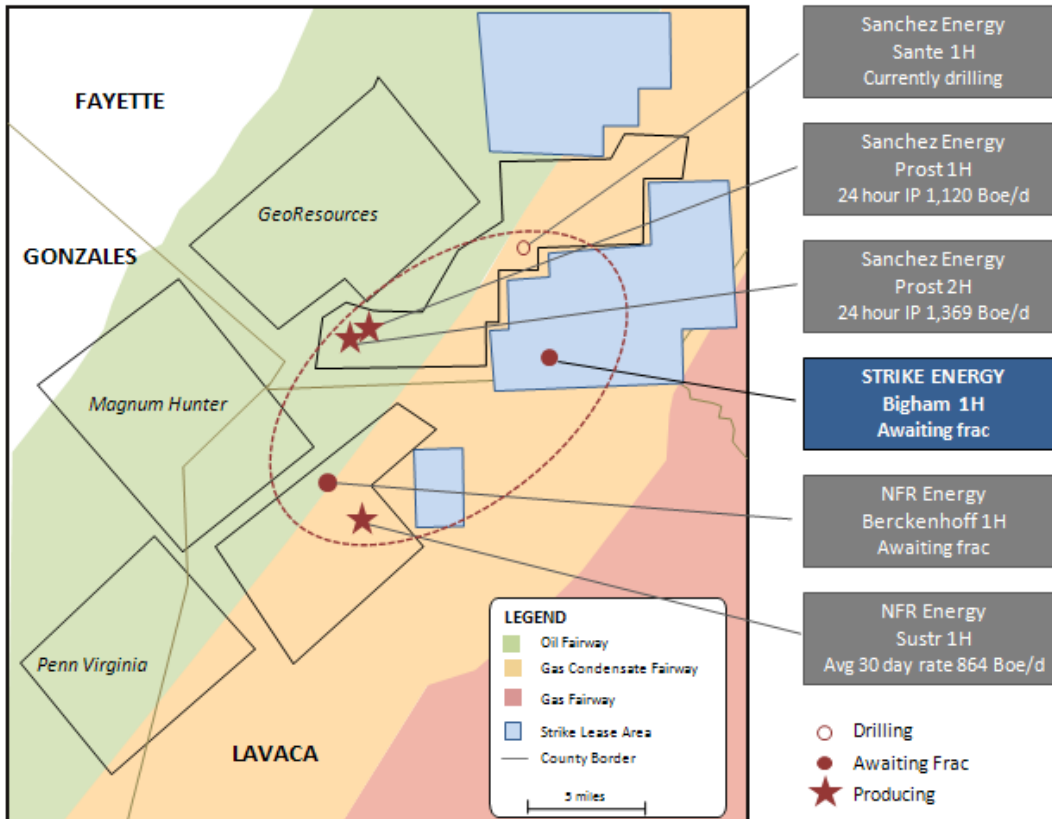 FAYETTE
GONZALES
GeoResources
Magnum Hunter
Penn Virginia
LAVACA
LEGEND
Oil Fairway
Gas Condensate Fairway
Gas Fairway
Strike Lease Area
County Border
5 miles
Sanchez Energy
Sante 1H
Currently drilling
Sanchez Energy
Prost 1H
24 hour IP 1,120 Boe/d
Sanchez Energy
Prost 2H
24 hour IP 1,369 Boe/d
STRIKE ENERGY
Bigham 1H
Awaiting frac
NFR Energy
Berckenhoff 1H
Awaiting frac
NFR Energy
Sustr 1H
Avg 30 day rate 864 Boe/d
Drilling
Awaiting Frac
Producing